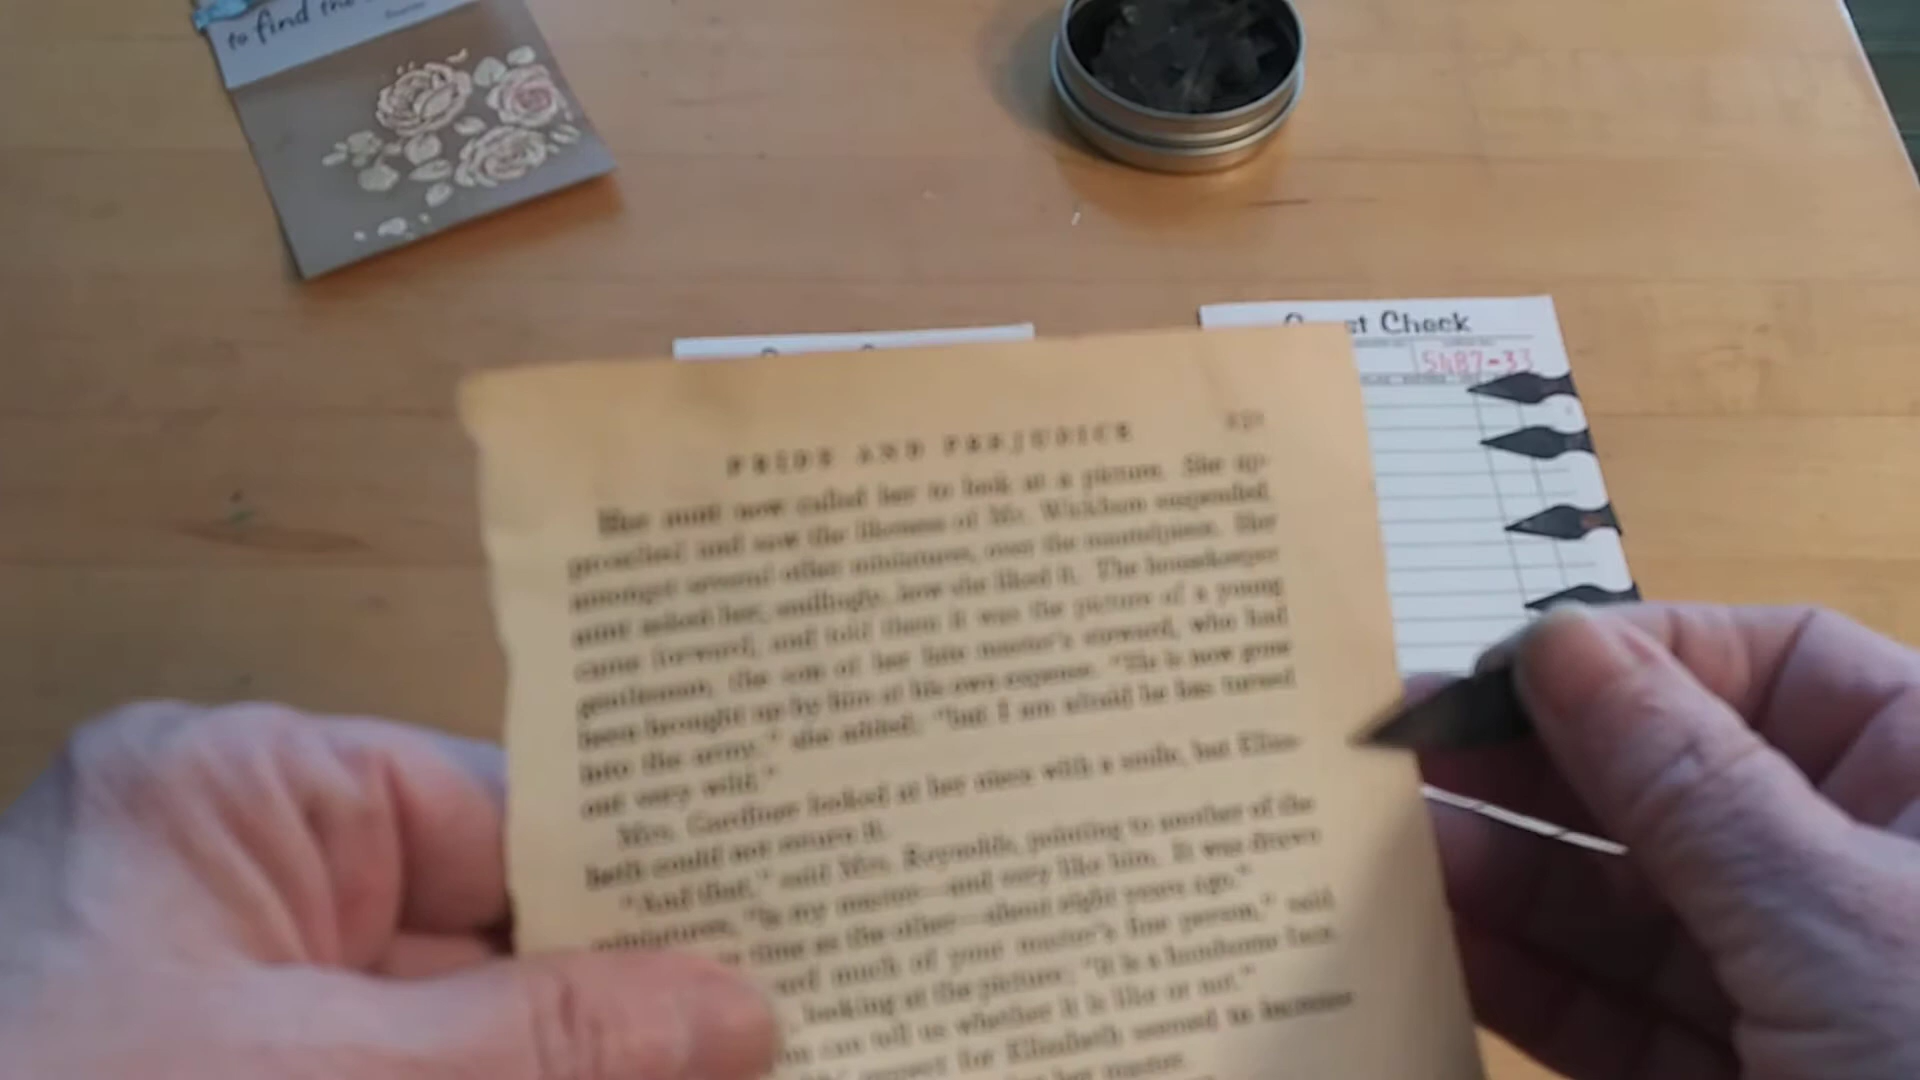 to find the
Guest Check
5487-33
PRIDE AND PREJUDICE
Her aunt now called her to look at a picture. She ap-
proached and saw the likeness of Mr. Wickham suspended,
amongst several other miniatures, over the mantelpiece. Her
aunt asked her, smilingly, how she liked it. The housekeeper
came forward, and told them it was the picture of a young
gentleman, the son of her late master's steward, who had
been brought up by him at his own expense. "He is now gone
into the army," she added; "but I am afraid he has turned
out very wild."
Mrs. Gardiner looked at her niece with a smile, but Eliza-
beth could not return it.
"And that," said Mrs. Reynolds, pointing to another of the
miniatures, "is my master—and very like him. It was drawn
time as the other—about eight years ago."
much of your master's fine person," said
looking at the picture; "it is a handsome face.
can tell us whether it is like or not."
respect for Elizabeth seemed to increase
her master.